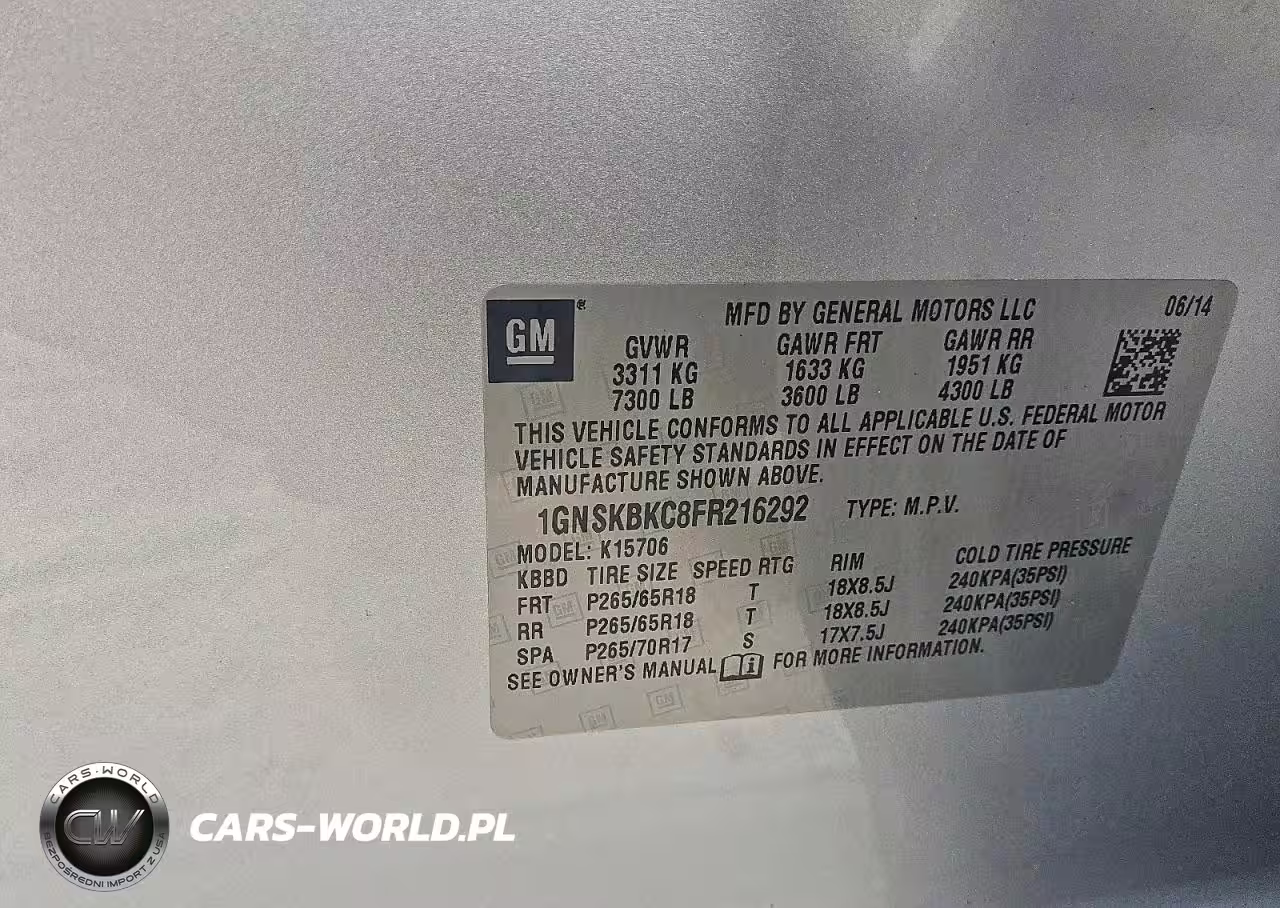 GM
MFD BY GENERAL MOTORS LLC 06/14
GVWR GAWR FRT GAWR RR
3311 KG 1633 KG 1951 KG
7300 LB 3600 LB 4300 LB
THIS VEHICLE CONFORMS TO ALL APPLICABLE U.S. FEDERAL MOTOR
VEHICLE SAFETY STANDARDS IN EFFECT ON THE DATE OF
MANUFACTURE SHOWN ABOVE.
1GNSKBKC8FR216292 TYPE: M.P.V.
MODEL: K15706
KBBD TIRE SIZE SPEED RTG RIM COLD TIRE PRESSURE
FRT P265/65R18 T 18X8.5J 240KPA(35PSI)
RR P265/65R18 T 18X8.5J 240KPA(35PSI)
SPA P265/70R17 S 17X7.5J 240KPA(35PSI)
SEE OWNER'S MANUAL FOR MORE INFORMATION.
CARS-WORLD
CW
BEZPOŚREDNI IMPORT Z USA
CARS-WORLD.PL